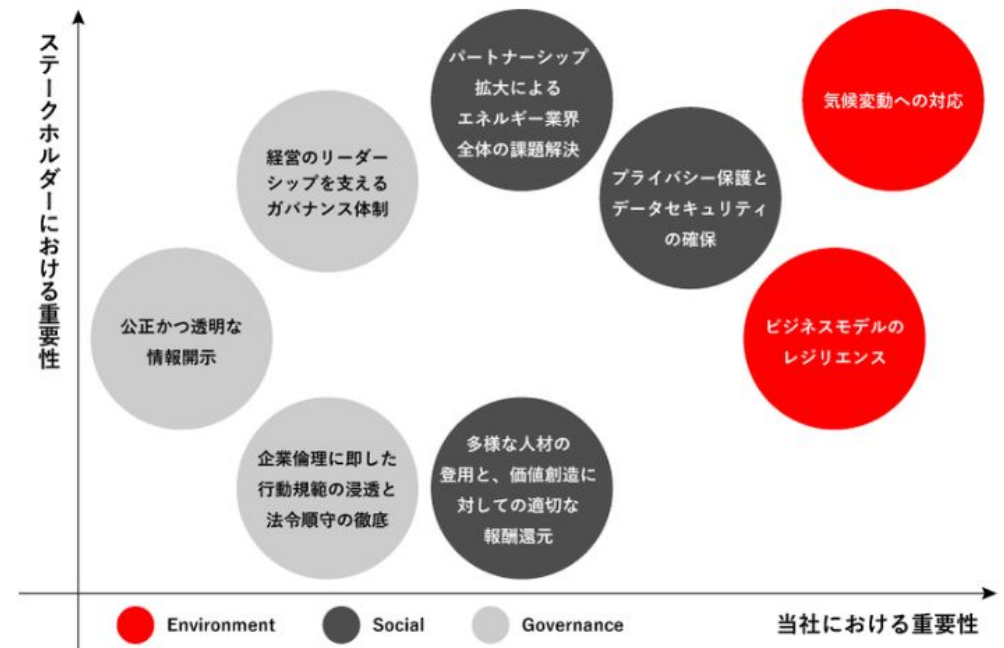 ステークホルダーにおける重要性
パートナーシップ
拡大による
エネルギー業界
全体の課題解決
気候変動への対応
経営のリーダー
シップを支える
ガバナンス体制
プライバシー保護と
データセキュリティ
の確保
公正かつ透明な
情報開示
ビジネスモデルの
レジリエンス
企業倫理に即した
行動規範の浸透と
法令順守の徹底
多様な人材の
登用と、価値創造に
対しての適切な
報酬還元
Environment
Social
Governance
当社における重要性